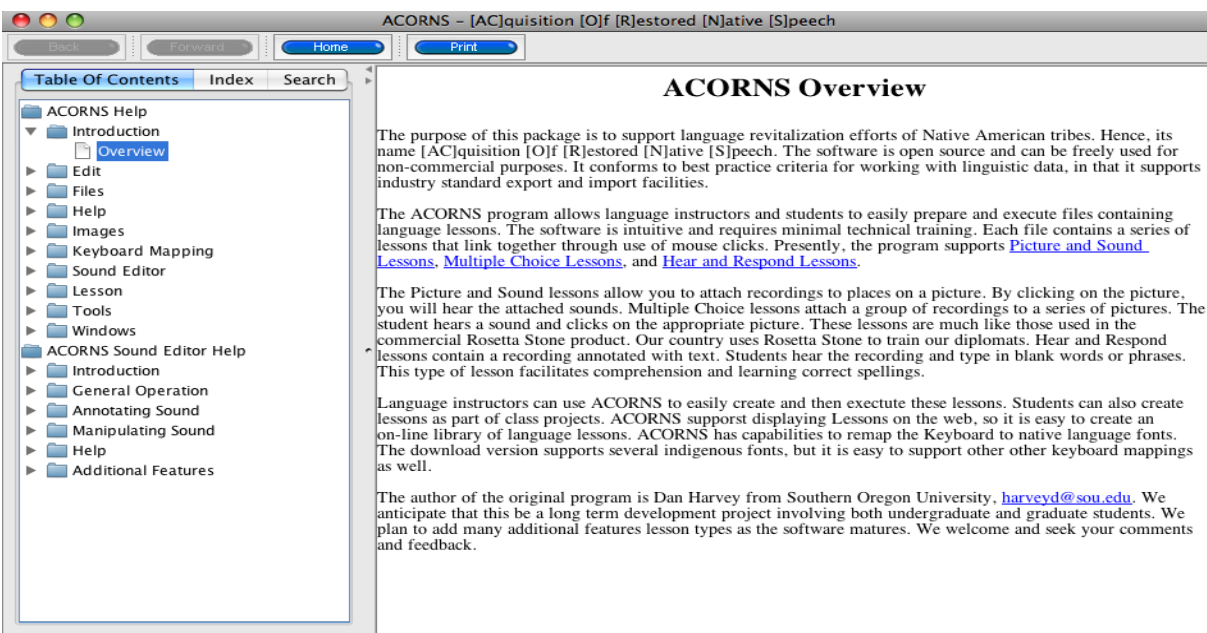 ACORNS – [AC]quisition [O]f [R]estored [N]ative [S]peech
Back Forward Home Print
Table Of Contents Index Search
ACORNS Help
Introduction
Overview
Edit
Files
Help
Images
Keyboard Mapping
Sound Editor
Lesson
Tools
Windows
ACORNS Sound Editor Help
Introduction
General Operation
Annotating Sound
Manipulating Sound
Help
Additional Features
ACORNS Overview
The purpose of this package is to support language revitalization efforts of Native American tribes. Hence, its
name [AC]quisition [O]f [R]estored [N]ative [S]peech. The software is open source and can be freely used for
non-commercial purposes. It conforms to best practice criteria for working with linguistic data, in that it supports
industry standard export and import facilities.
The ACORNS program allows language instructors and students to easily prepare and execute files containing
language lessons. The software is intuitive and requires minimal technical training. Each file contains a series of
lessons that link together through use of mouse clicks. Presently, the program supports Picture and Sound
Lessons, Multiple Choice Lessons, and Hear and Respond Lessons.
The Picture and Sound lessons allow you to attach recordings to places on a picture. By clicking on the picture,
you will hear the attached sounds. Multiple Choice lessons attach a group of recordings to a series of pictures. The
student hears a sound and clicks on the appropriate picture. These lessons are much like those used in the
commercial Rosetta Stone product. Our country uses Rosetta Stone to train our diplomats. Hear and Respond
lessons contain a recording annotated with text. Students hear the recording and type in blank words or phrases.
This type of lesson facilitates comprehension and learning correct spellings.
Language instructors can use ACORNS to easily create and then exectute these lessons. Students can also create
lessons as part of class projects. ACORNS supporst displaying Lessons on the web, so it is easy to create an
on-line library of language lessons. ACORNS has capabilities to remap the Keyboard to native language fonts.
The download version supports several indigenous fonts, but it is easy to support other other keyboard mappings
as well.
The author of the original program is Dan Harvey from Southern Oregon University, harveyd@sou.edu. We
anticipate that this be a long term development project involving both undergraduate and graduate students. We
plan to add many additional features lesson types as the software matures. We welcome and seek your comments
and feedback.